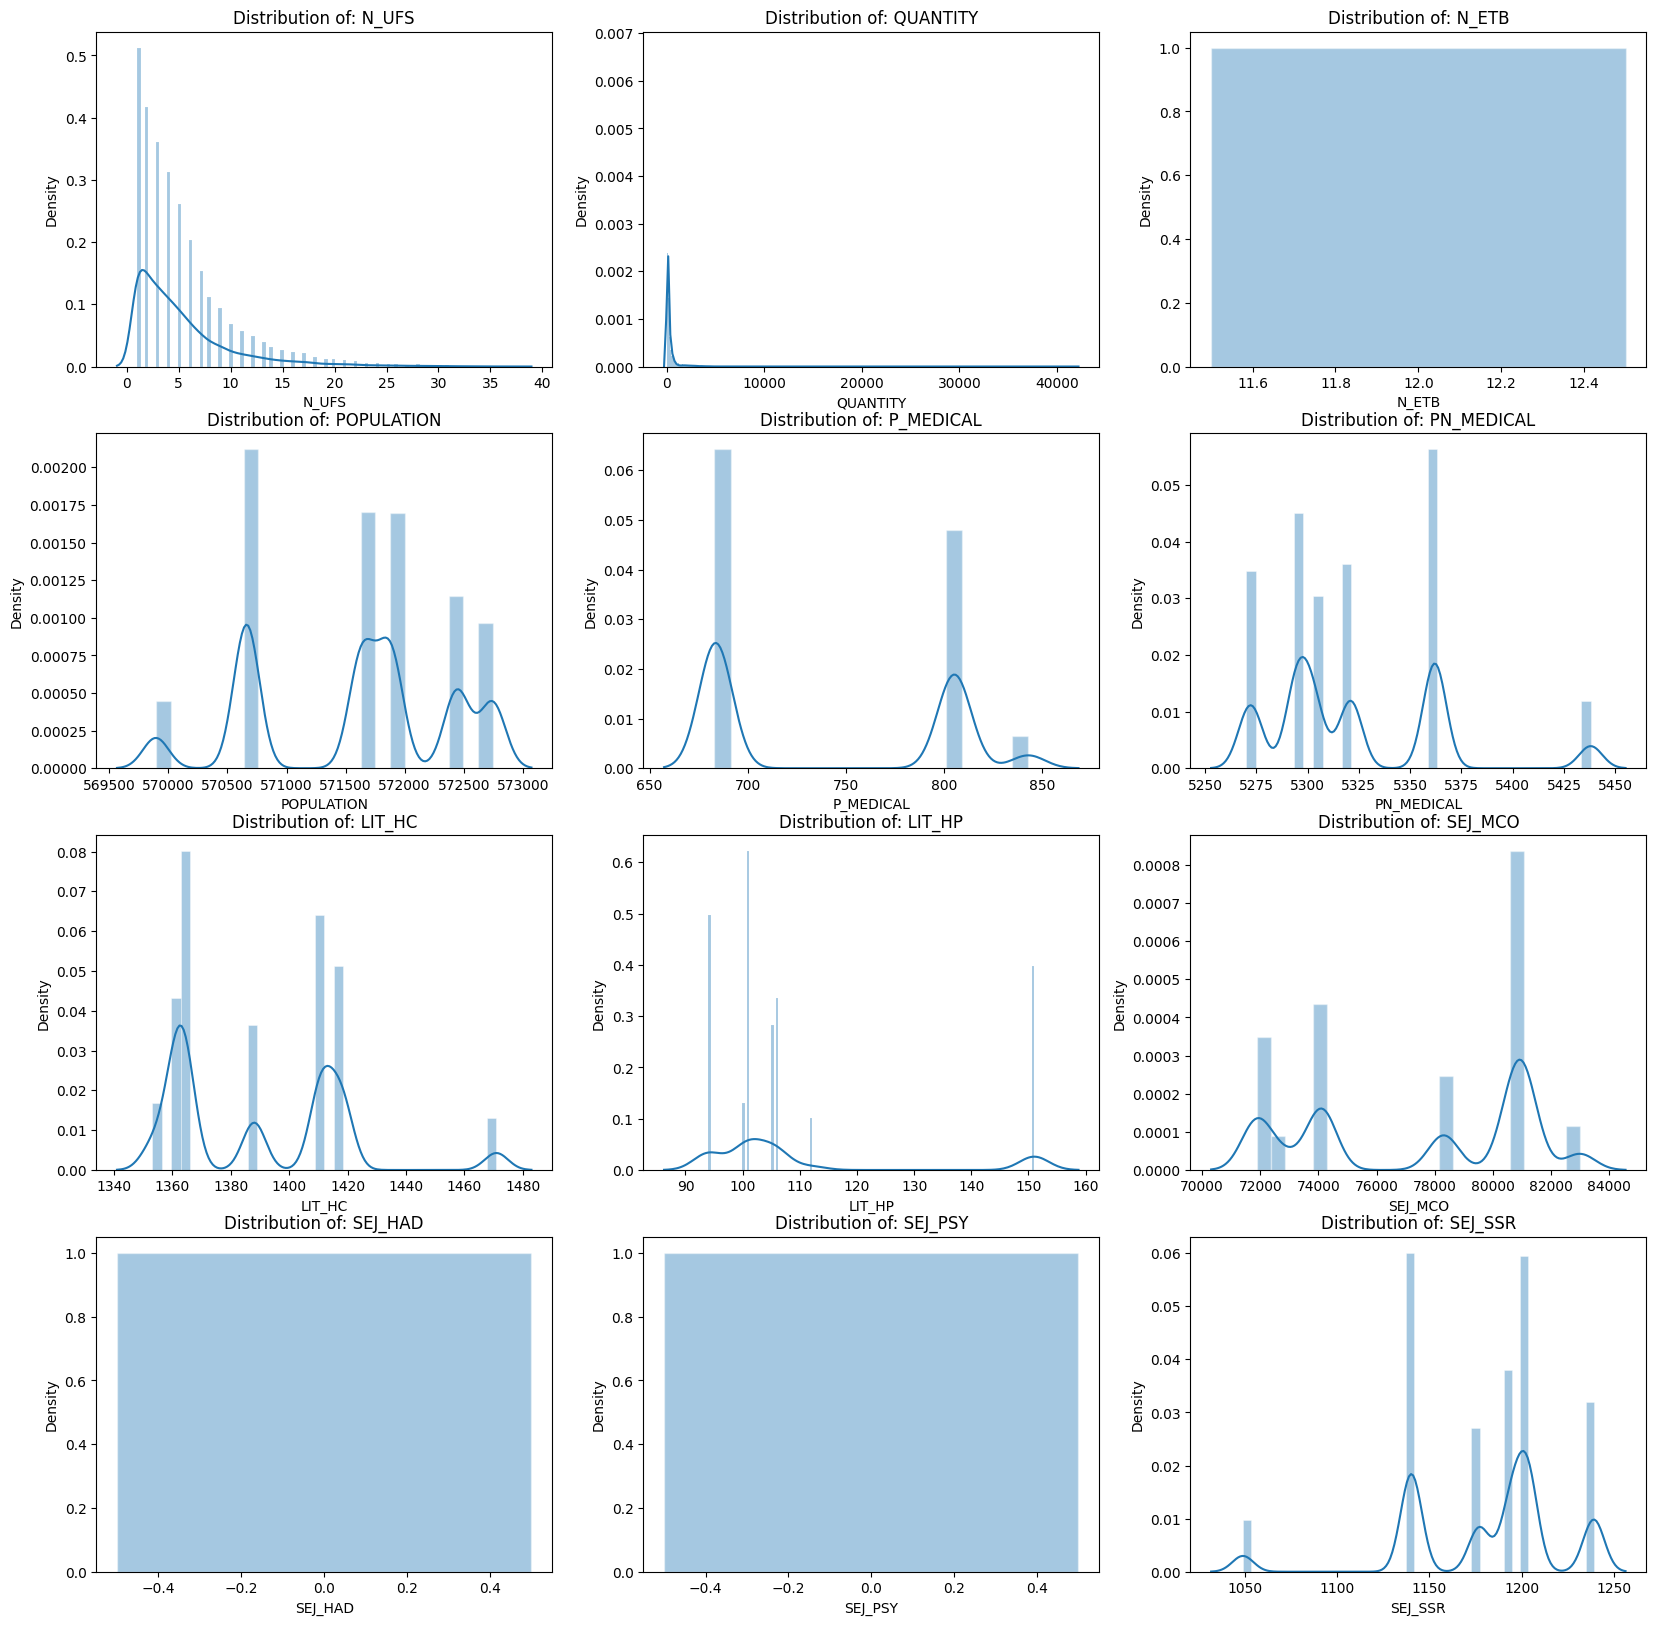 Distribution of: N_UFS
0.5
0.4
0.3
0.2
0.1
0.0
Density
0 5 10 15 20 25 30 35 40
N_UFS
Distribution of: QUANTITY
0.007
0.006
0.005
0.004
0.003
0.002
0.001
0.000
Density
0 10000 20000 30000 40000
QUANTITY
Distribution of: N_ETB
1.0
0.8
0.6
0.4
0.2
0.0
Density
11.6 11.8 12.0 12.2 12.4
N_ETB
Distribution of: POPULATION
0.00200
0.00175
0.00150
0.00125
0.00100
0.00075
0.00050
0.00025
0.00000
Density
569500 570000 570500 571000 571500 572000 572500 573000
POPULATION
Distribution of: P_MEDICAL
0.06
0.05
0.04
0.03
0.02
0.01
0.00
Density
650 700 750 800 850
P_MEDICAL
Distribution of: PN_MEDICAL
0.05
0.04
0.03
0.02
0.01
0.00
Density
5250 5275 5300 5325 5350 5375 5400 5425 5450
PN_MEDICAL
Distribution of: LIT_HC
0.08
0.07
0.06
0.05
0.04
0.03
0.02
0.01
0.00
Density
1340 1360 1380 1400 1420 1440 1460 1480
LIT_HC
Distribution of: LIT_HP
0.6
0.5
0.4
0.3
0.2
0.1
0.0
Density
90 100 110 120 130 140 150 160
LIT_HP
Distribution of: SEJ_MCO
0.0008
0.0007
0.0006
0.0005
0.0004
0.0003
0.0002
0.0001
0.0000
Density
70000 72000 74000 76000 78000 80000 82000 84000
SEJ_MCO
Distribution of: SEJ_HAD
1.0
0.8
0.6
0.4
0.2
0.0
Density
−0.4 −0.2 0.0 0.2 0.4
SEJ_HAD
Distribution of: SEJ_PSY
1.0
0.8
0.6
0.4
0.2
0.0
Density
−0.4 −0.2 0.0 0.2 0.4
SEJ_PSY
Distribution of: SEJ_SSR
0.06
0.05
0.04
0.03
0.02
0.01
0.00
Density
1050 1100 1150 1200 1250
SEJ_SSR